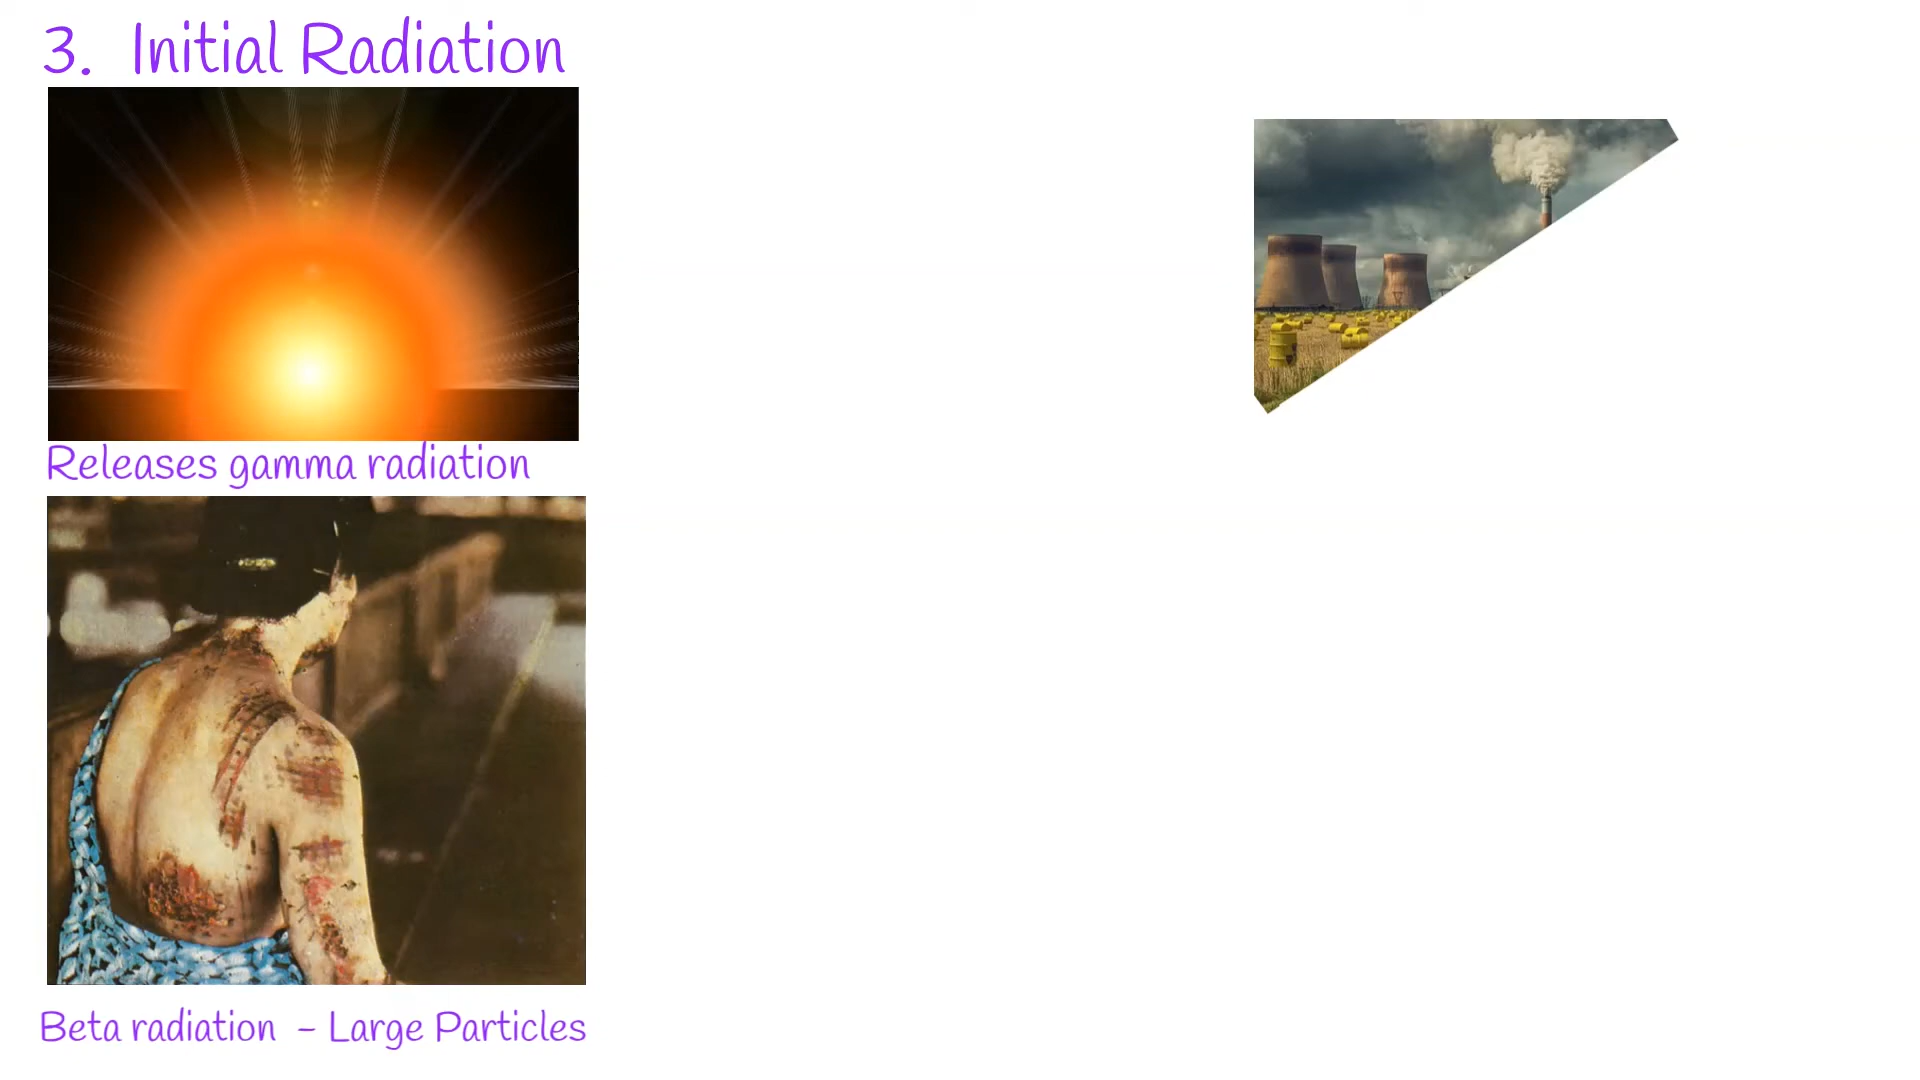 3. Initial Radiation
Releases gamma radiation
Beta radiation - Large Particles